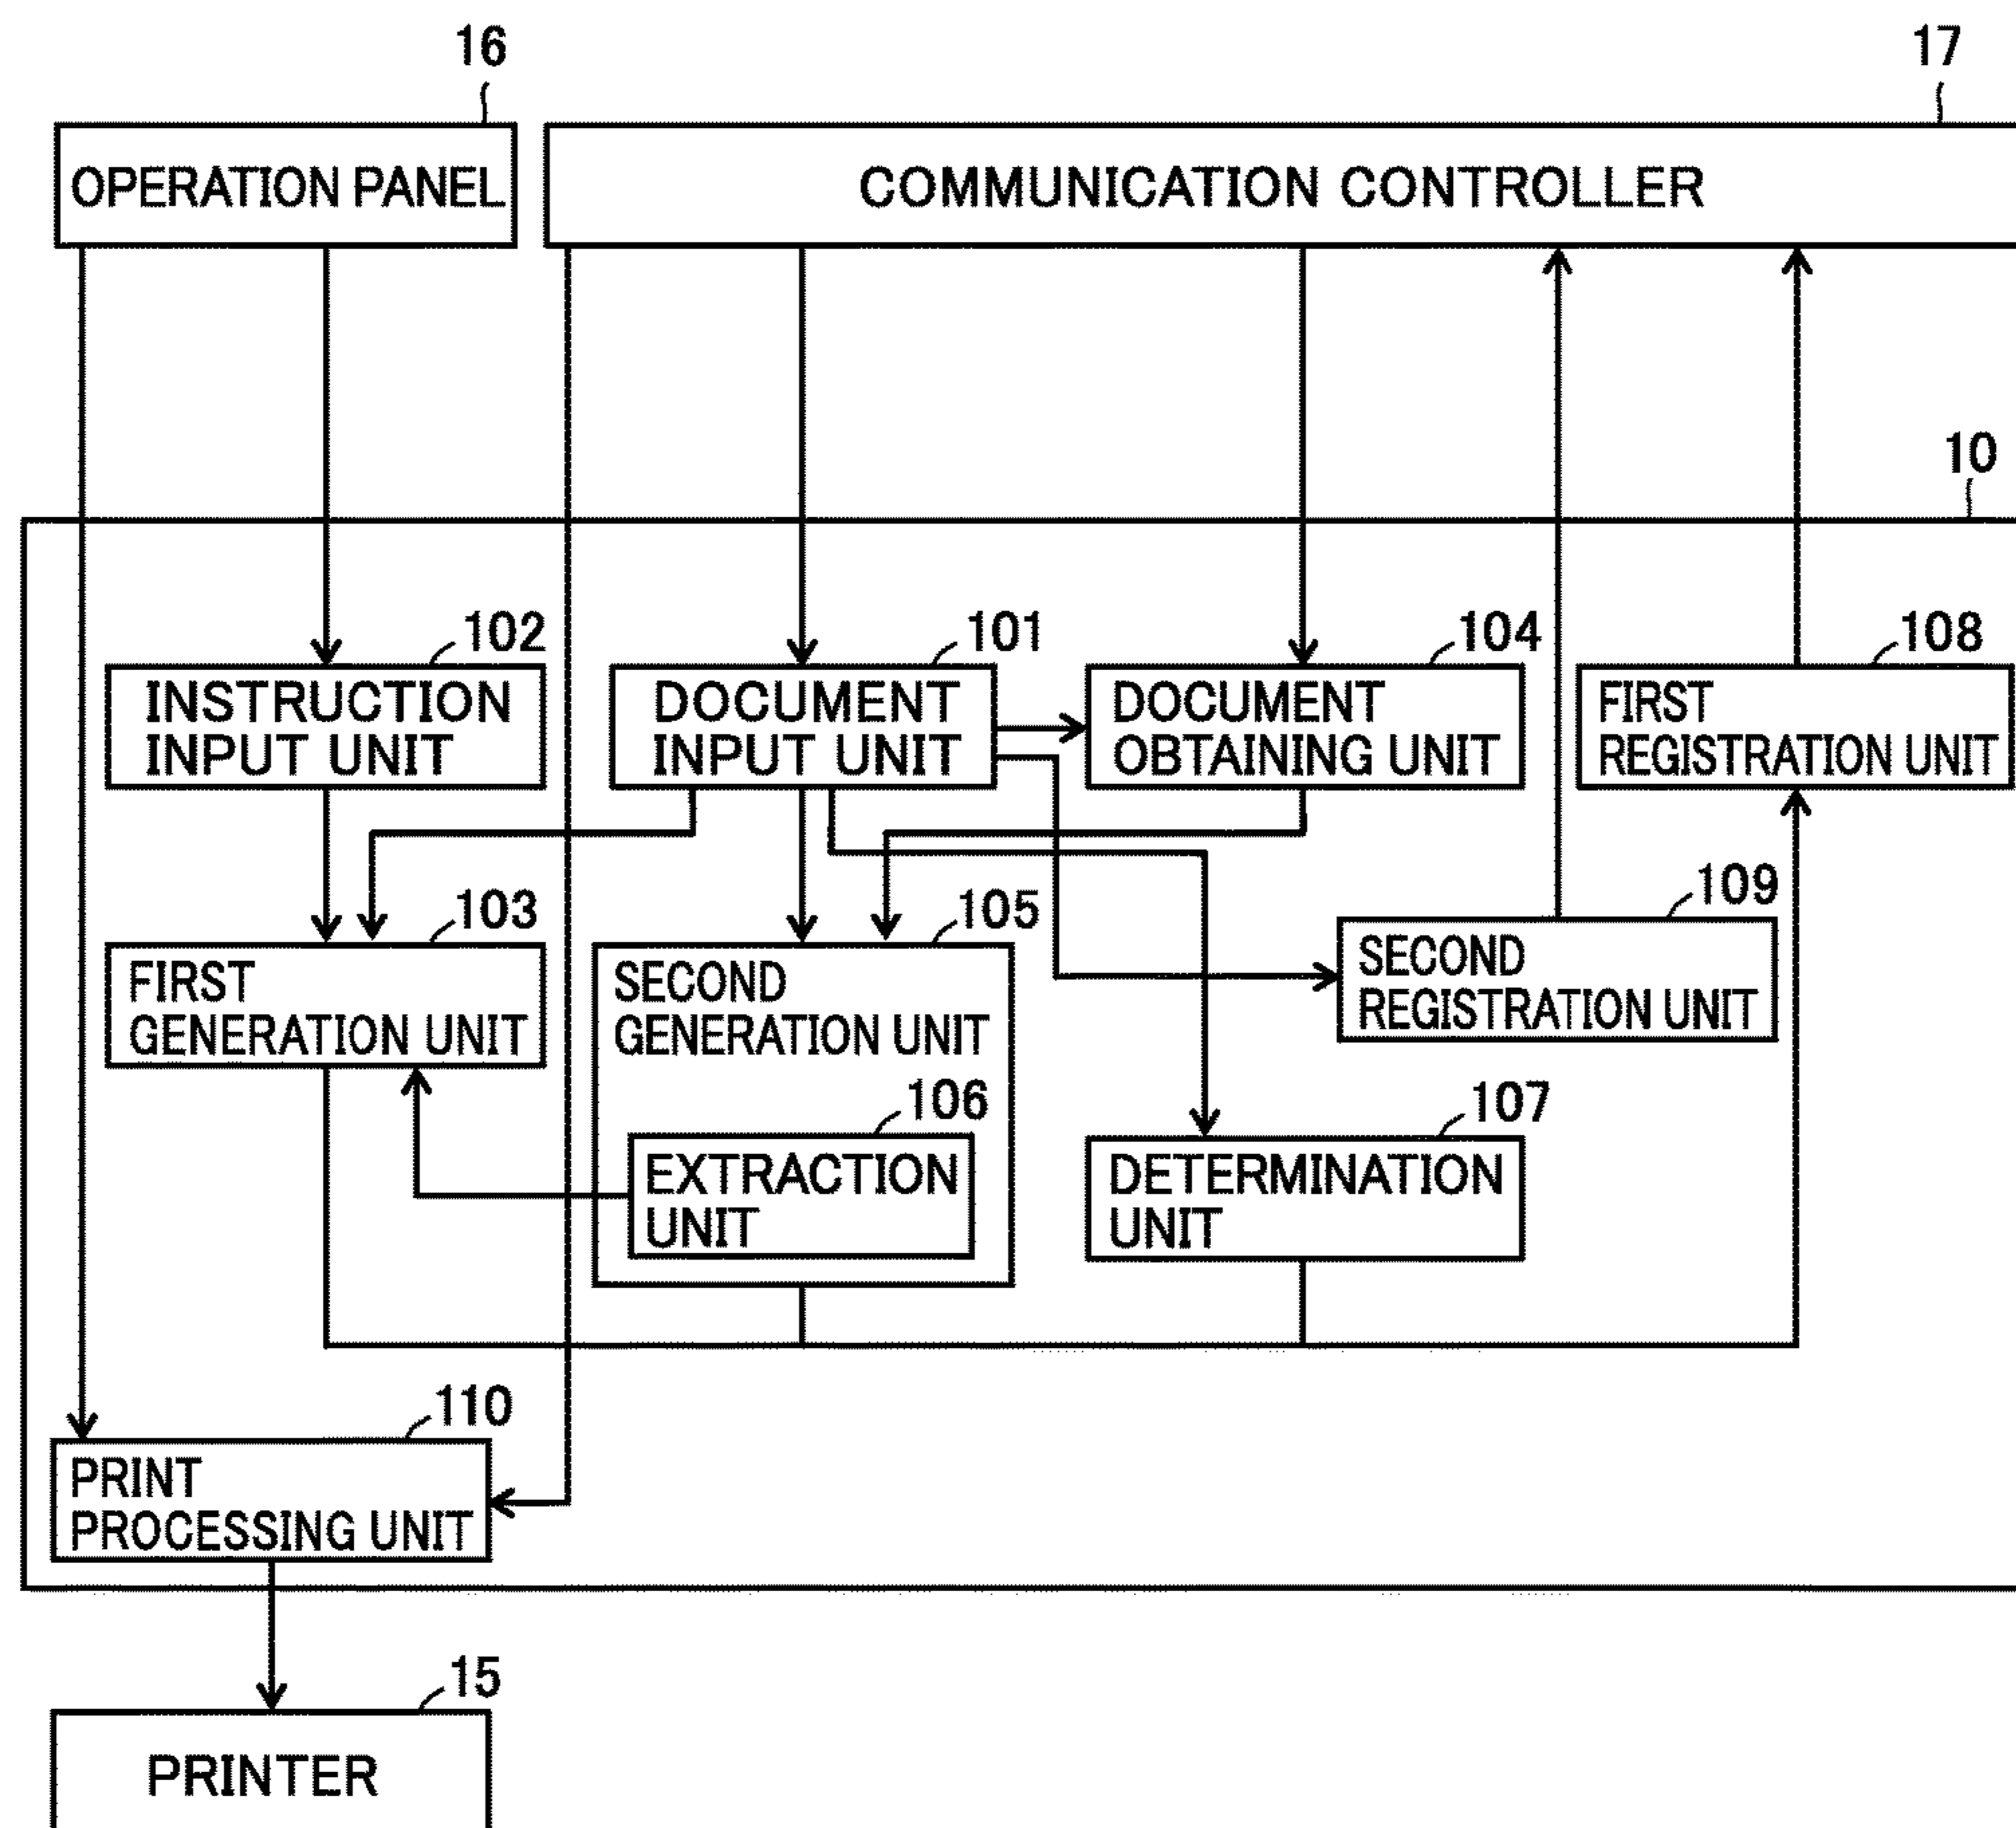 16
17
OPERATION PANEL
COMMUNICATION CONTROLLER
10
102
101
104
108
INSTRUCTION
INPUT UNIT
DOCUMENT
INPUT UNIT
DOCUMENT
OBTAINING UNIT
FIRST
REGISTRATION UNIT
103
105
109
FIRST
GENERATION UNIT
SECOND
GENERATION UNIT
SECOND
REGISTRATION UNIT
106
107
EXTRACTION
UNIT
DETERMINATION
UNIT
110
PRINT
PROCESSING UNIT
15
PRINTER